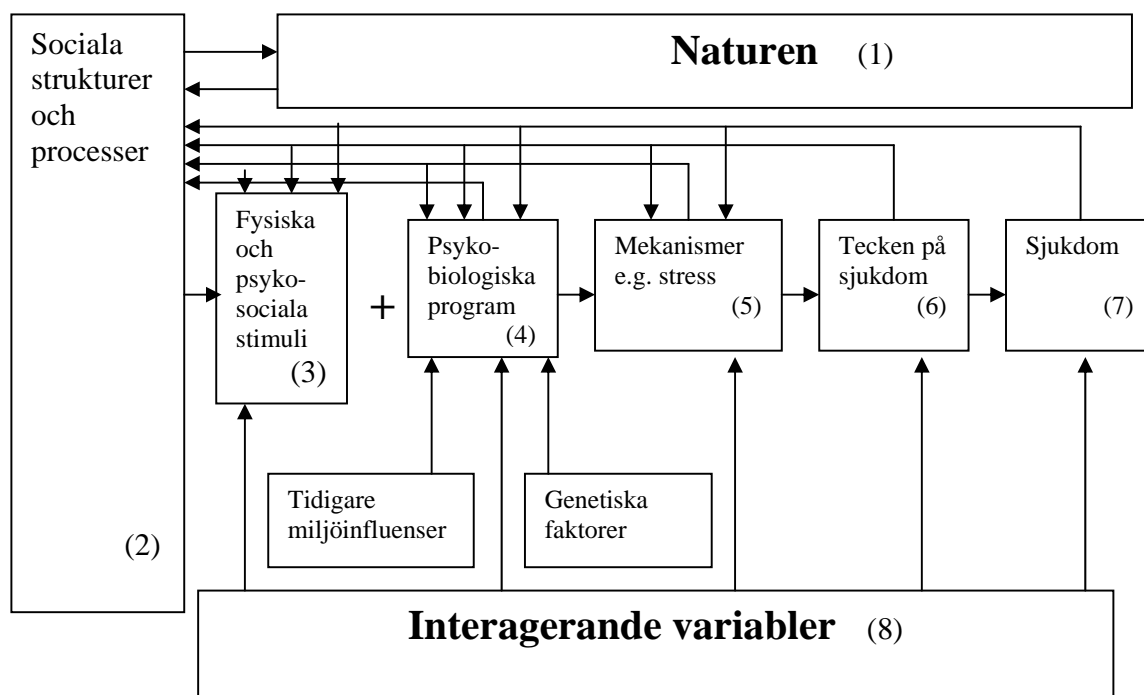 Sociala
strukturer
och
processer
(2)
Naturen (1)
Fysiska
och
psyko-
sociala
stimuli
(3)
+
Psyko-
biologiska
program
(4)
Mekanismer
e.g. stress
(5)
Tecken på
sjukdom
(6)
Sjukdom
(7)
Tidigare
miljöinfluenser
Genetiska
faktorer
Interagerande variabler (8)